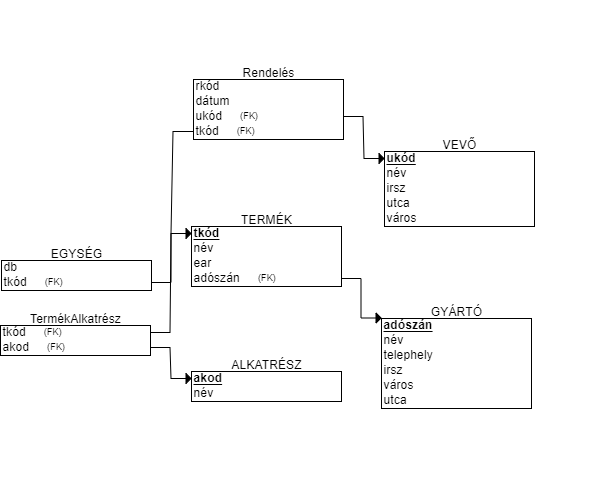 Rendelés
rkód
dátum
ukód (FK)
tkód (FK)
VEVŐ
ukód
név
irsz
utca
város
TERMÉK
tkód
név
ear
adószán (FK)
EGYSÉG
db
tkód (FK)
TermékAlkatrész
tkód (FK)
akod (FK)
ALKATRÉSZ
akod
név
GYÁRTÓ
adószán
név
telephely
irsz
város
utca